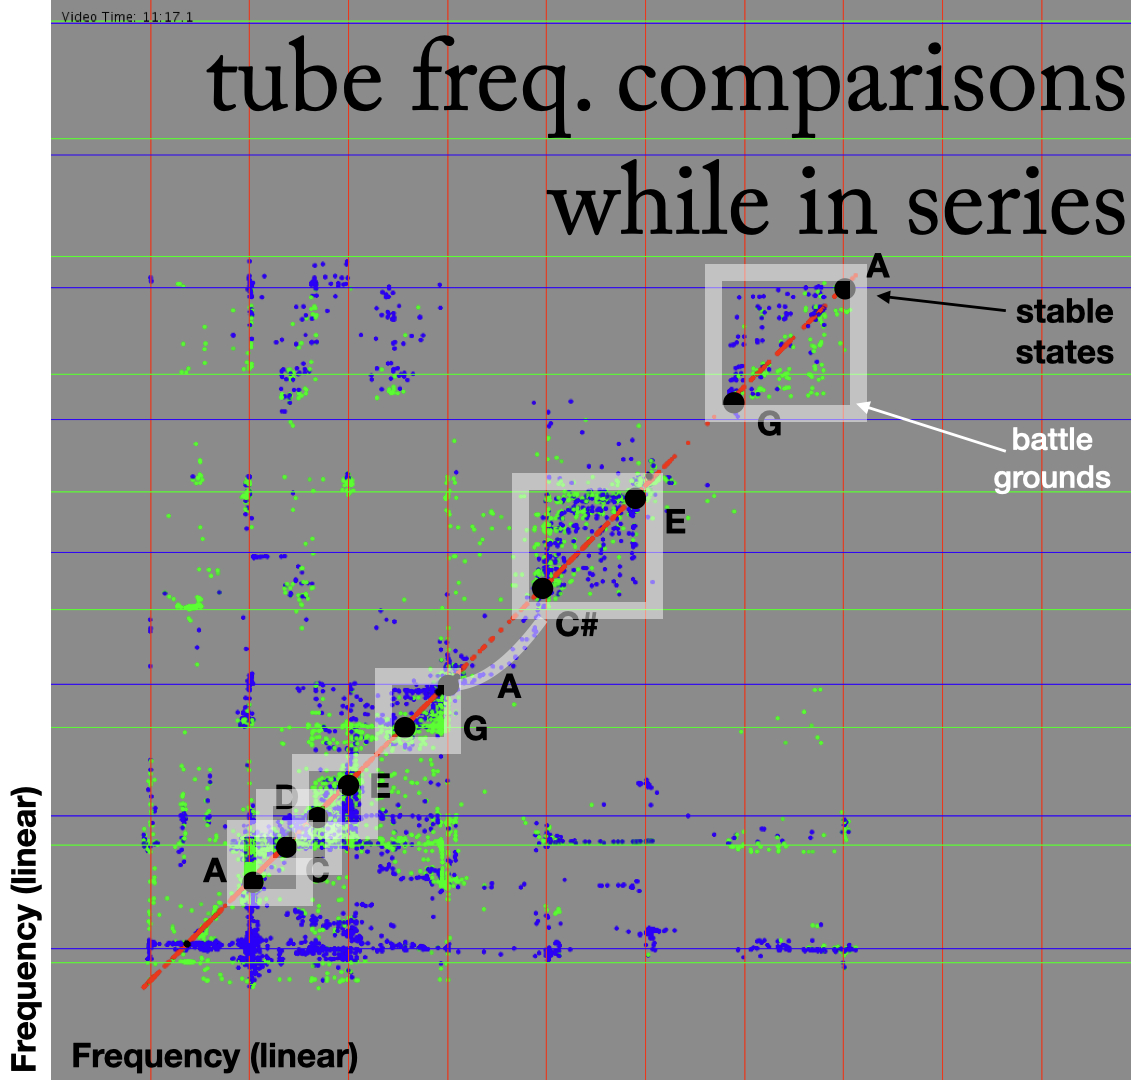 Video Time: 11:17.1
tube freq. comparisons
while in series
A
stable
states
G
battle
grounds
E
C#
A
G
E
D
A
C
Frequency (linear)
Frequency (linear)